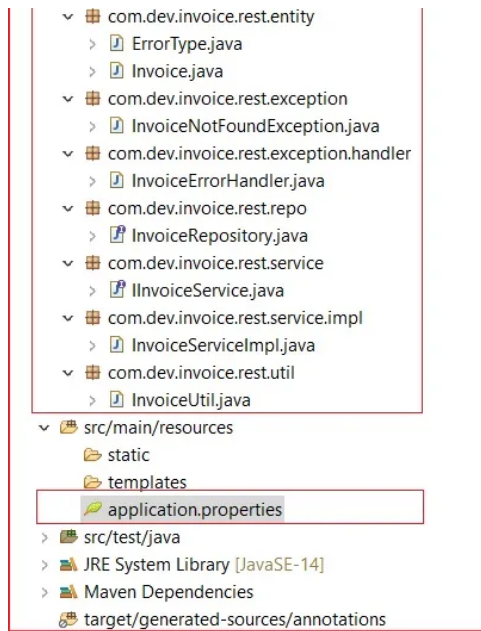 com.dev.invoice.rest.entity
ErrorType.java
Invoice.java
com.dev.invoice.rest.exception
InvoiceNotFoundException.java
com.dev.invoice.rest.exception.handler
InvoiceErrorHandler.java
com.dev.invoice.rest.repo
InvoiceRepository.java
com.dev.invoice.rest.service
IInvoiceService.java
com.dev.invoice.rest.service.impl
InvoiceServiceImpl.java
com.dev.invoice.rest.util
InvoiceUtil.java
src/main/resources
static
templates
application.properties
src/test/java
JRE System Library [JavaSE-14]
Maven Dependencies
target/generated-sources/annotations